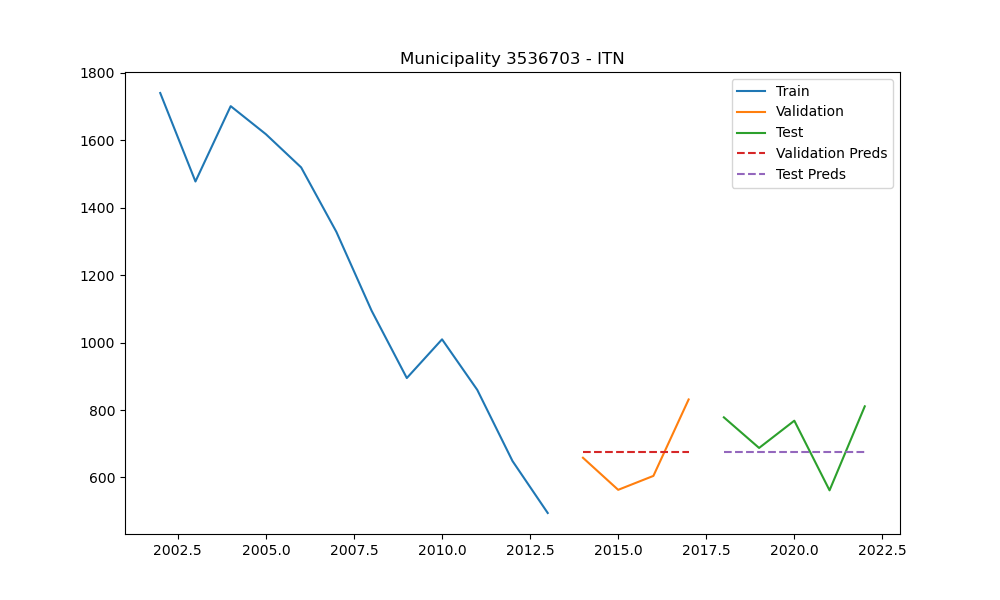 Municipality 3536703 - ITN
1800
1600
1400
1200
1000
800
600
2002.5 2005.0 2007.5 2010.0 2012.5 2015.0 2017.5 2020.0 2022.5
Train
Validation
Test
Validation Preds
Test Preds